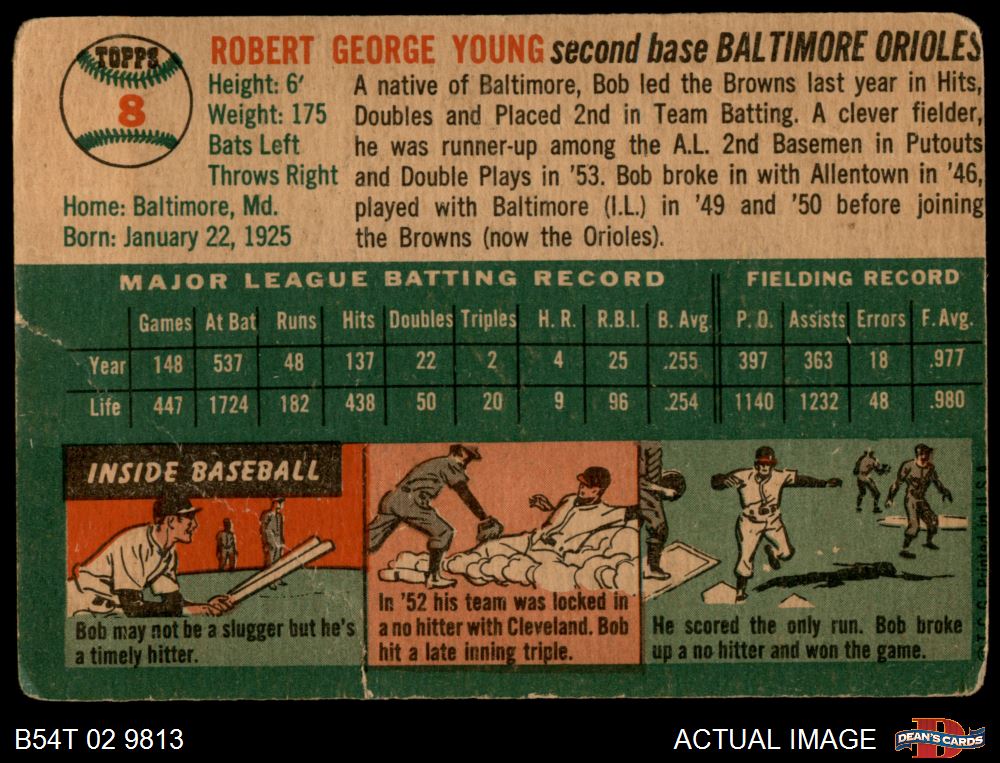 TOPPS
8
ROBERT GEORGE YOUNG second base BALTIMORE ORIOLES
Height: 6'
Weight: 175
Bats Left
Throws Right
Home: Baltimore, Md.
Born: January 22, 1925
A native of Baltimore, Bob led the Browns last year in Hits,
Doubles and Placed 2nd in Team Batting. A clever fielder,
he was runner-up among the A.L. 2nd Basemen in Putouts
and Double Plays in '53. Bob broke in with Allentown in '46,
played with Baltimore (I.L.) in '49 and '50 before joining
the Browns (now the Orioles).
MAJOR LEAGUE BATTING RECORD FIELDING RECORD
Games At Bat Runs Hits Doubles Triples H. R. R.B.I. B. Avg. P. O. Assists Errors F. Avg.
Year 148 537 48 137 22 2 4 25 .255 397 363 18 .977
Life 447 1724 182 438 50 20 9 96 .254 1140 1232 48 .980
INSIDE BASEBALL
Bob may not be a slugger but he's
a timely hitter.
In '52 his team was locked in
a no hitter with Cleveland. Bob
hit a late inning triple.
He scored the only run. Bob broke
up a no hitter and won the game.
Printed in U.S.A.
B54T 02 9813
ACTUAL IMAGE
DEAN'S CARDS